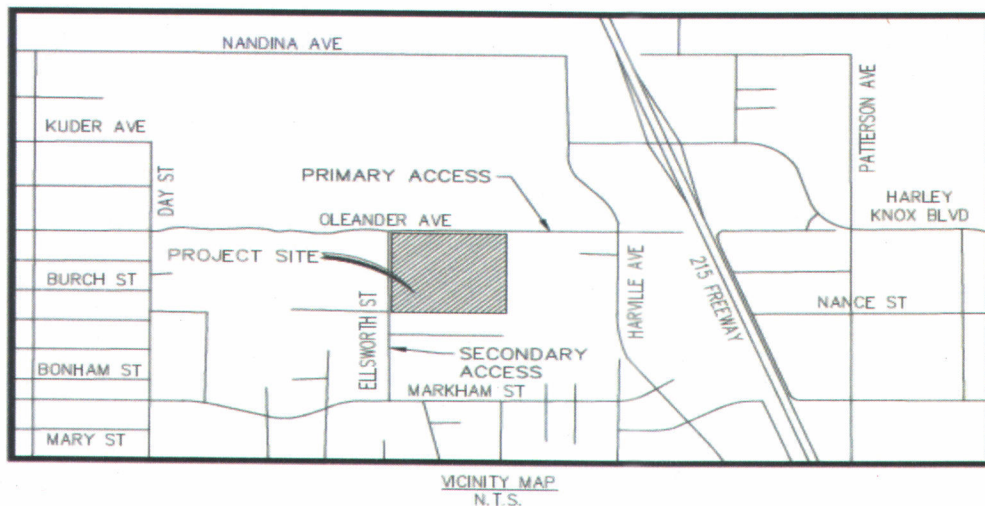 NANDINA AVE
KUDER AVE
DAY ST
PATTERSON AVE
PRIMARY ACCESS
OLEANDER AVE
HARLEY
KNOX BLVD
PROJECT SITE
BURCH ST
ELLSWORTH ST
HARVILLE AVE
215 FREEWAY
NANCE ST
SECONDARY
ACCESS
BONHAM ST
MARKHAM ST
MARY ST
VICINITY MAP
N.T.S.